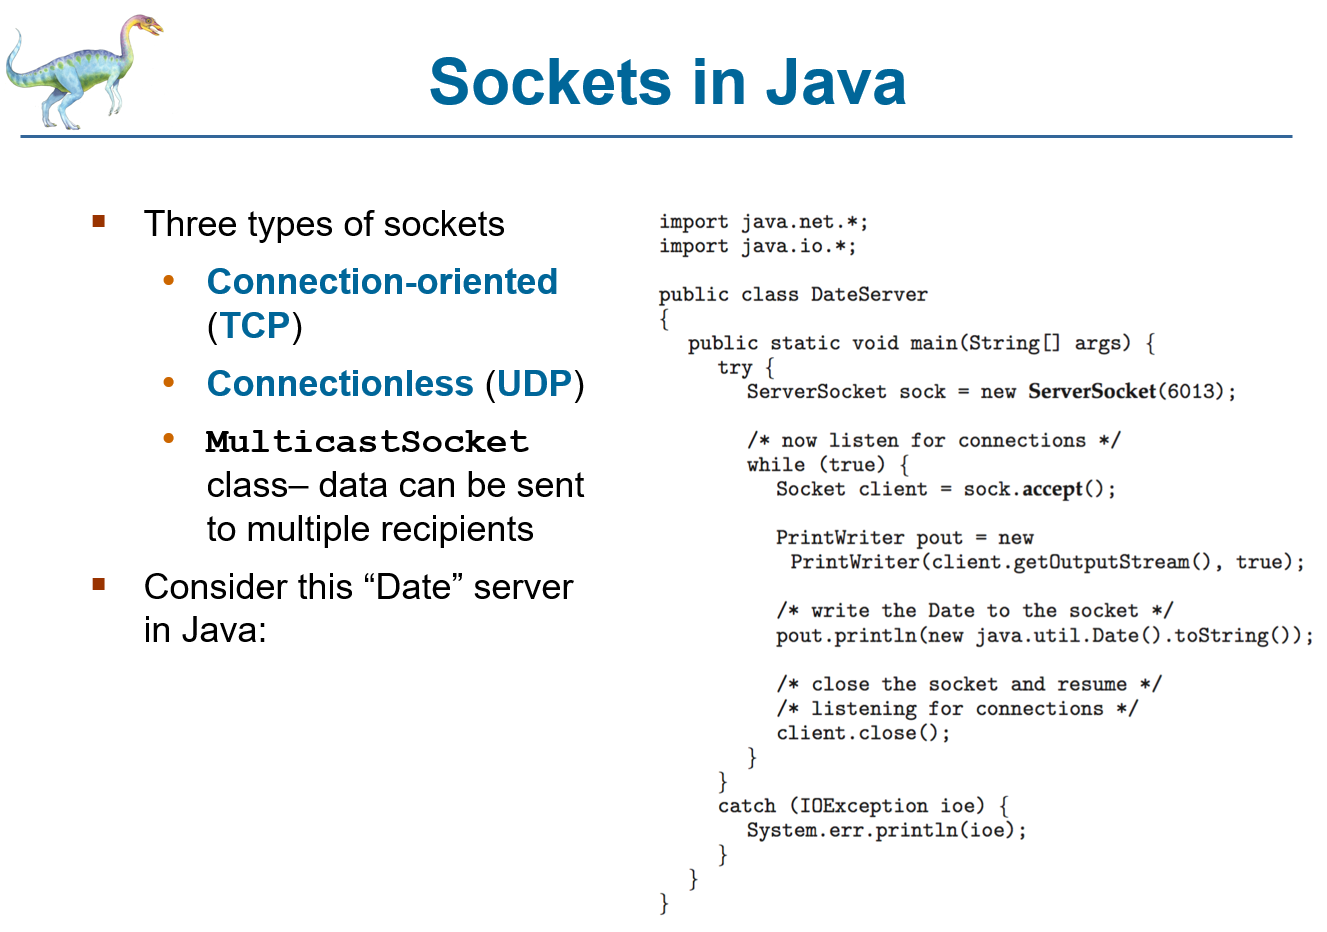 Sockets in Java
▪ Three types of sockets
• Connection-oriented
(TCP)
• Connectionless (UDP)
• MulticastSocket
class– data can be sent
to multiple recipients
▪ Consider this “Date” server
in Java:
import java.net.*;
import java.io.*;

public class DateServer
{
  public static void main(String[] args) {
    try {
      ServerSocket sock = new ServerSocket(6013);

      /* now listen for connections */
      while (true) {
        Socket client = sock.accept();

        PrintWriter pout = new
         PrintWriter(client.getOutputStream(), true);

        /* write the Date to the socket */
        pout.println(new java.util.Date().toString());

        /* close the socket and resume */
        /* listening for connections */
        client.close();
      }
    }
    catch (IOException ioe) {
      System.err.println(ioe);
    }
  }
}